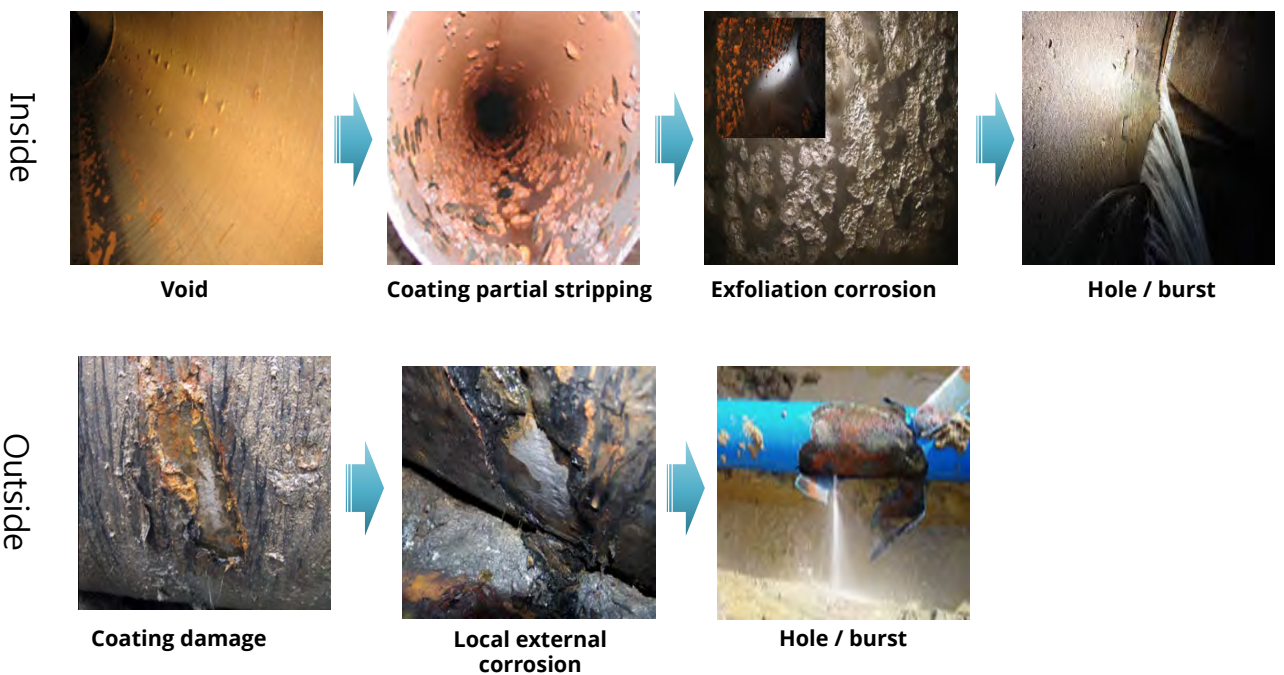 Inside
Void
Coating partial stripping
Exfoliation corrosion
Hole / burst
Outside
Coating damage
Local external
corrosion
Hole / burst